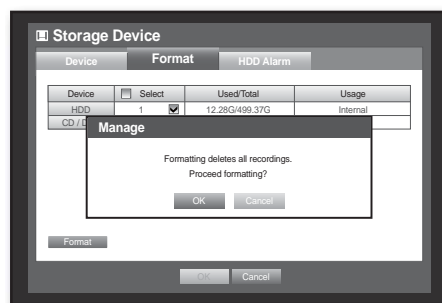 Storage Device
Device Format HDD Alarm
Device Select Used/Total Usage
HDD 1 12.28G/499.37G Internal
CD / D
Manage
Formatting deletes all recordings.
Proceed formatting?
OK Cancel
Format
OK Cancel